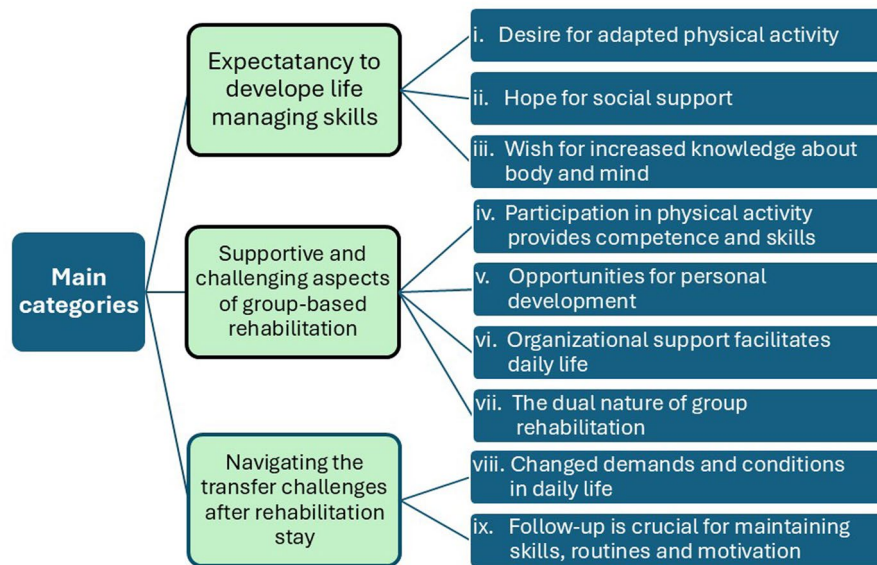 Main
categories
Expectatancy to
develope life
managing skills
i. Desire for adapted physical activity
ii. Hope for social support
iii. Wish for increased knowledge about
body and mind
Supportive and
challenging aspects
of group-based
rehabilitation
iv. Participation in physical activity
provides competence and skills
v. Opportunities for personal
development
vi. Organizational support facilitates
daily life
vii. The dual nature of group
rehabilitation
Navigating the
transfer challenges
after rehabilitation
stay
viii. Changed demands and conditions
in daily life
ix. Follow-up is crucial for maintaining
skills, routines and motivation